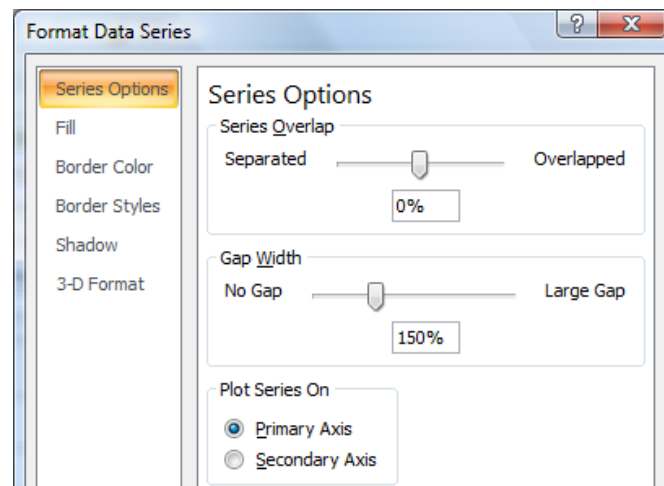 Format Data Series
?
X
Series Options
Fill
Border Color
Border Styles
Shadow
3-D Format
Series Options
Series Overlap
Separated Overlapped
0%
Gap Width
No Gap Large Gap
150%
Plot Series On
Primary Axis
Secondary Axis